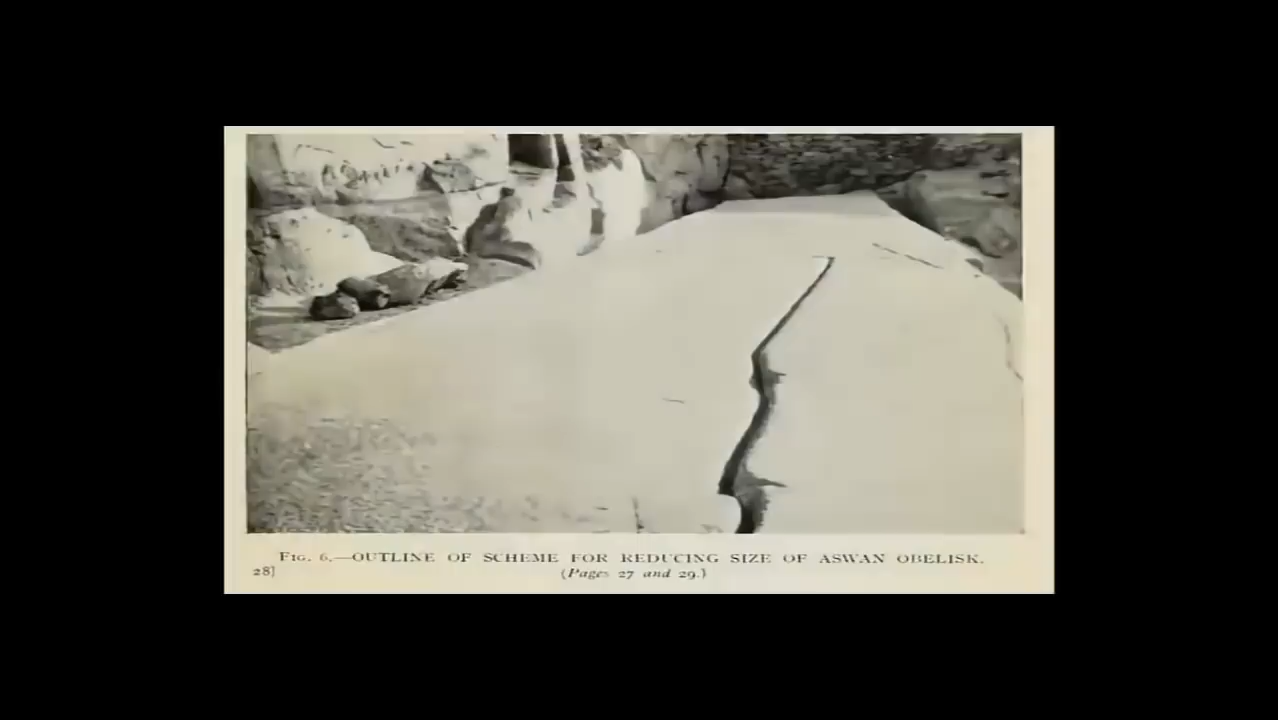 FIG. 6.—OUTLINE OF SCHEME FOR REDUCING SIZE OF ASWAN OBELISK.
28] (Pages 27 and 29.)